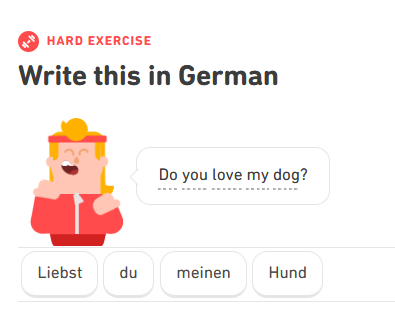 HARD EXERCISE
Write this in German
Do you love my dog?
Liebst du meinen Hund